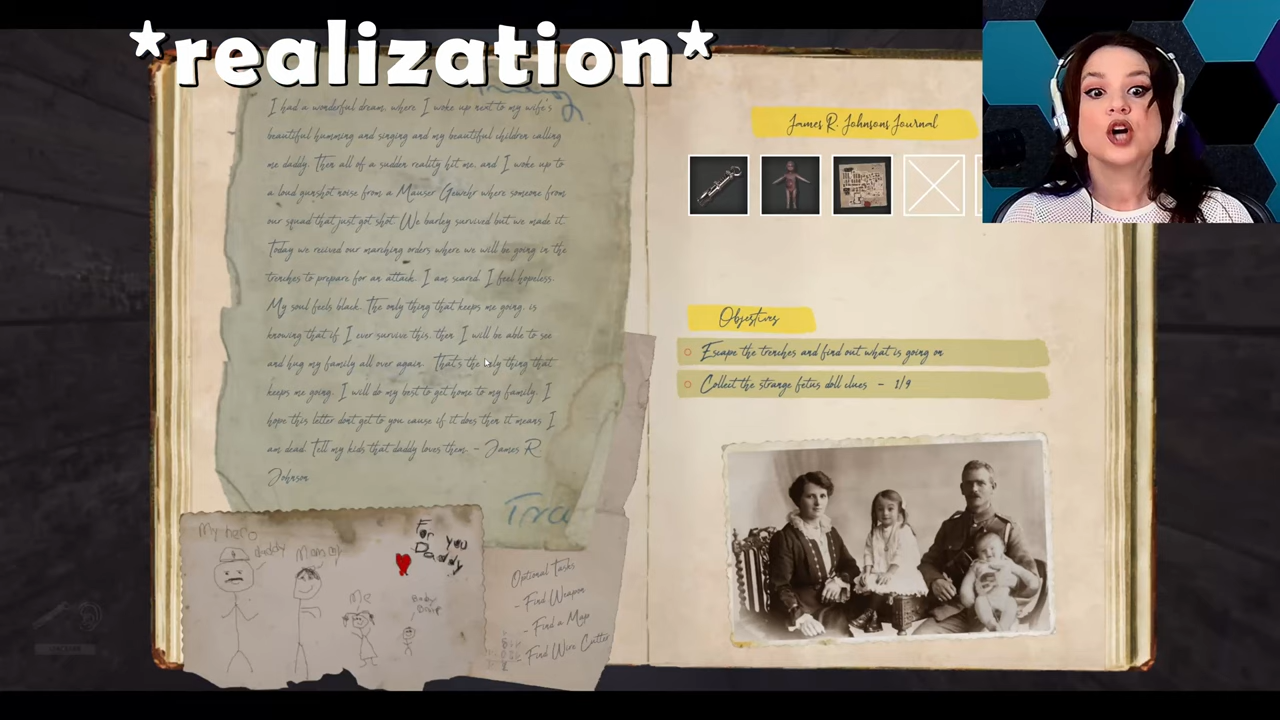 *realization*
I had a wonderful dream, where I woke up next to my wife's
beautiful humming and singing and my beautiful children calling
me daddy. Then all of a sudden reality hit me, and I woke up to
a loud gunshot noise from a Mauser Gewehr where someone from
our squad that just got shot. We barley survived but we made it.
Today we reiived our marching orders where we will be going in the
trenches to prepare for an attack. I am scared. I feel hopeless.
My soul feels black. The only thing that keeps me going, is
knowing that if I ever survive this, then I will be able to see
and hug my family all over again. That's the only thing that
keeps me going. I will do my best to get home to my family. I
hope this letter dont get to you cause if it does then it means I
am dead. Tell my kids that daddy loves them. - James R.
Johnson
My hero
daddy
Mamay
Me
For you
Daddy
Optional Tasks
- Find Weapon
- Find a Map
- Find Wire Cutter
James R. Johnsons Journal
Objectives
Escape the trenches and find out what is going on
Collect the strange fetus doll clues - 1/9